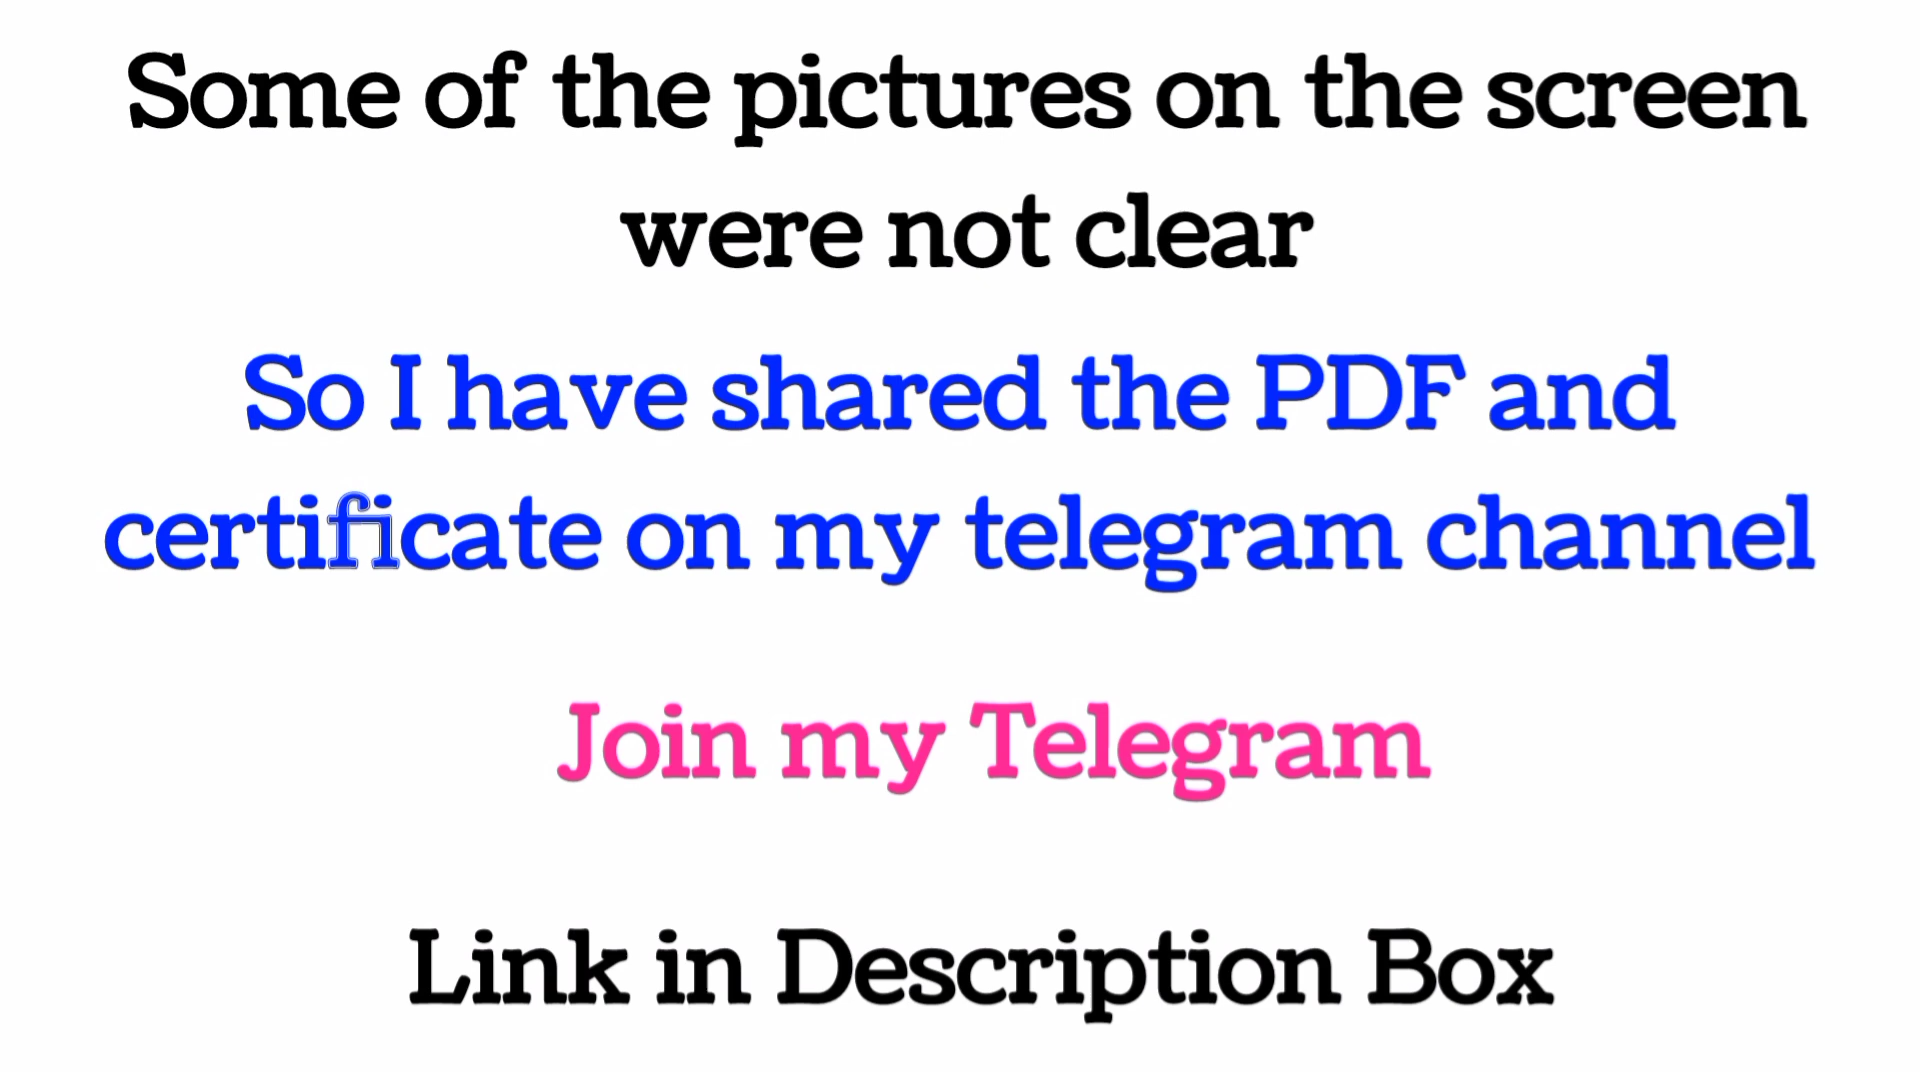 Some of the pictures on the screen
were not clear
So I have shared the PDF and
certificate on my telegram channel
Join my Telegram
Link in Description Box